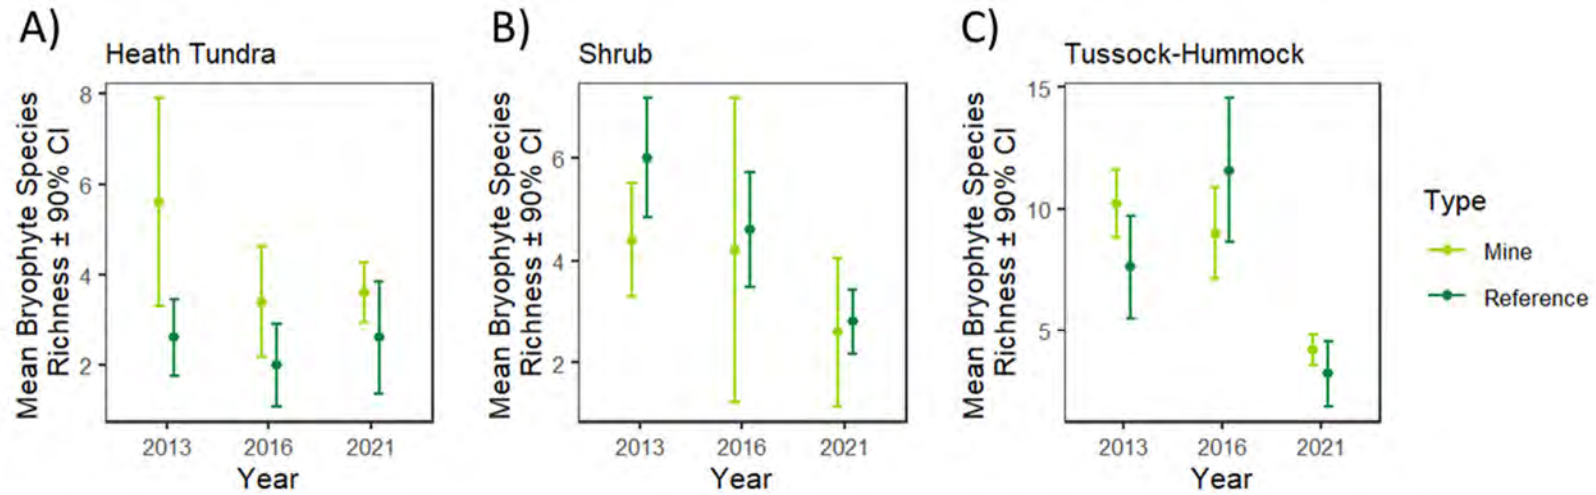 A)
Heath Tundra
Mean Bryophyte Species
Richness ± 90% CI
8
6
4
2
2013 2016 2021
Year
B)
Shrub
Mean Bryophyte Species
Richness ± 90% CI
6
4
2
2013 2016 2021
Year
C)
Tussock-Hummock
Mean Bryophyte Species
Richness ± 90% CI
15
10
5
2013 2016 2021
Year
Type
Mine
Reference